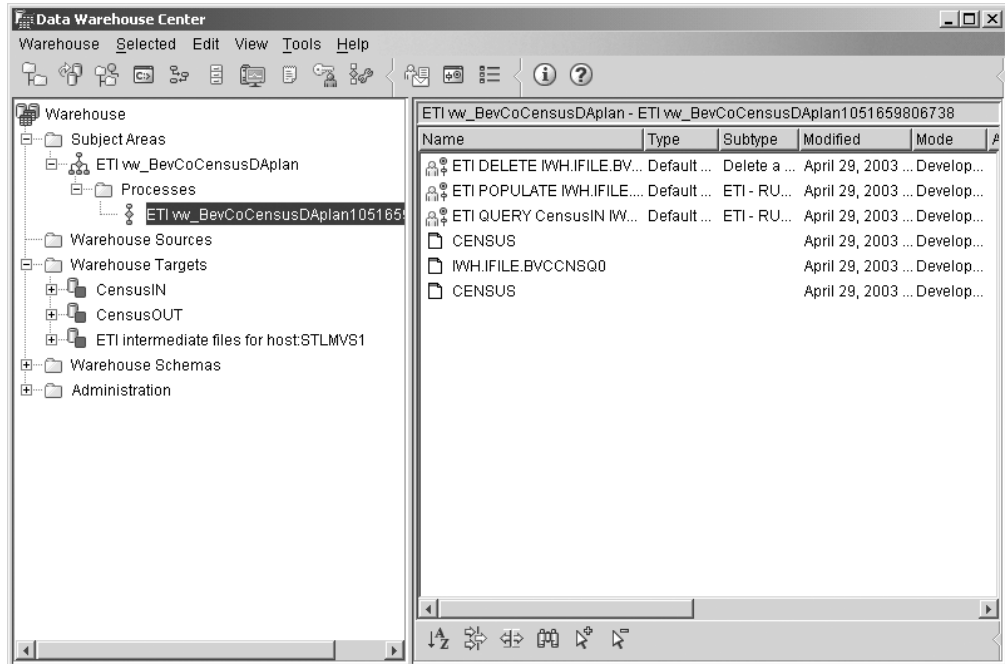 Data Warehouse Center
Warehouse Selected Edit View Tools Help
Warehouse
Subject Areas
ETI vw_BevCoCensusDAplan
Processes
ETI vw_BevCoCensusDAplan105165
Warehouse Sources
Warehouse Targets
CensusIN
CensusOUT
ETI intermediate files for host:STLMVS1
Warehouse Schemas
Administration
ETI vw_BevCoCensusDAplan - ETI vw_BevCoCensusDAplan1051659806738
Name Type Subtype Modified Mode A
ETI DELETE IWH.IFILE.BV... Default ... Delete a ... April 29, 2003 ... Develop...
ETI POPULATE IWH.IFILE.... Default ... ETI - RU... April 29, 2003 ... Develop...
ETI QUERY CensusIN IW... Default ... ETI - RU... April 29, 2003 ... Develop...
CENSUS April 29, 2003 ... Develop...
IWH.IFILE.BVCCNSQ0 April 29, 2003 ... Develop...
CENSUS April 29, 2003 ... Develop...